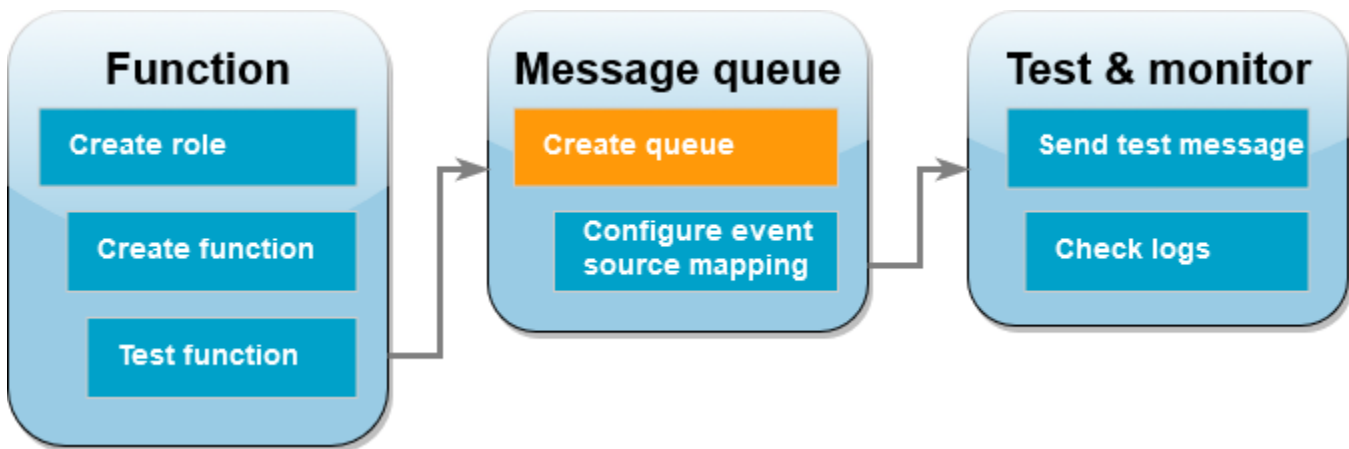 Function
Create role
Create function
Test function
Message queue
Create queue
Configure event
source mapping
Test & monitor
Send test message
Check logs